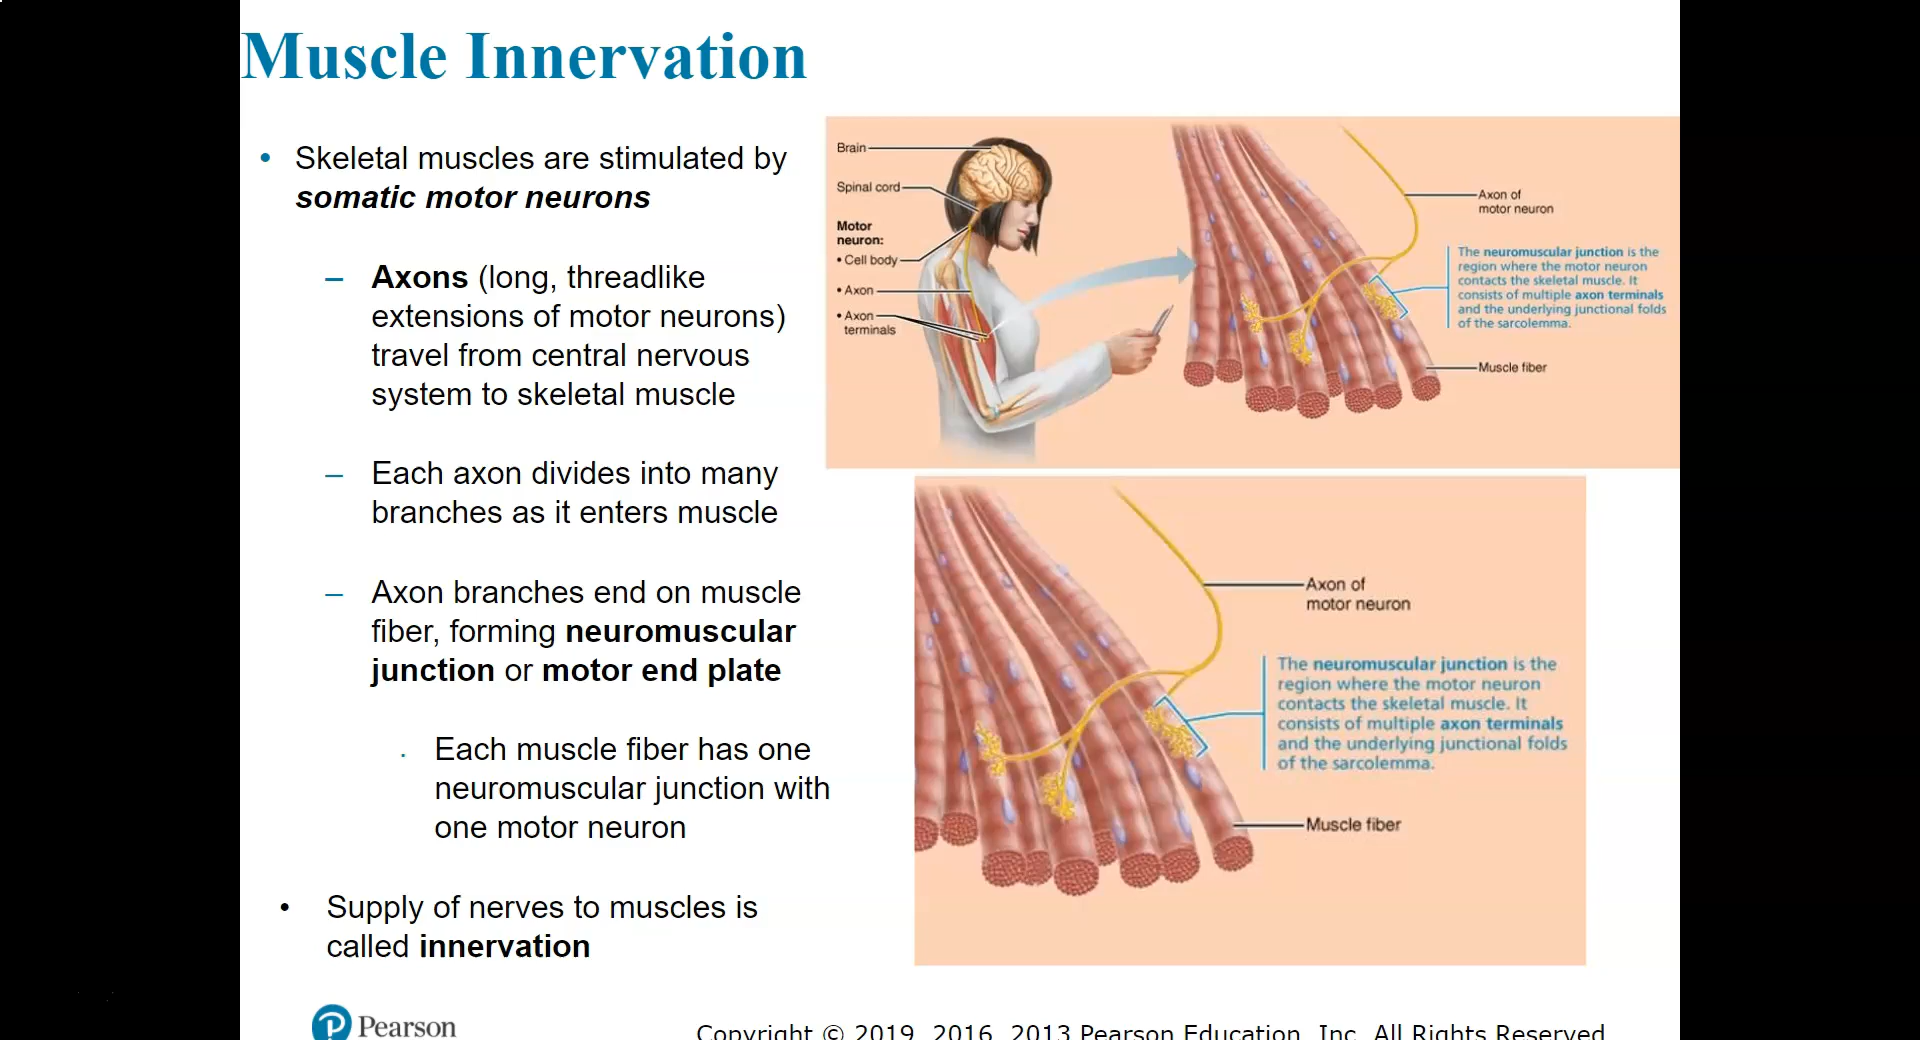 Muscle Innervation
• Skeletal muscles are stimulated by
somatic motor neurons
– Axons (long, threadlike
extensions of motor neurons)
travel from central nervous
system to skeletal muscle
– Each axon divides into many
branches as it enters muscle
– Axon branches end on muscle
fiber, forming neuromuscular
junction or motor end plate
. Each muscle fiber has one
neuromuscular junction with
one motor neuron
• Supply of nerves to muscles is
called innervation
Brain
Spinal cord
Motor
neuron:
• Cell body
• Axon
• Axon
terminals
Axon of
motor neuron
The neuromuscular junction is the
region where the motor neuron
contacts the skeletal muscle. It
consists of multiple axon terminals
and the underlying junctional folds
of the sarcolemma.
Muscle fiber
Axon of
motor neuron
The neuromuscular junction is the
region where the motor neuron
contacts the skeletal muscle. It
consists of multiple axon terminals
and the underlying junctional folds
of the sarcolemma.
Muscle fiber
P Pearson
Copyright © 2019, 2016, 2013 Pearson Education, Inc. All Rights Reserved